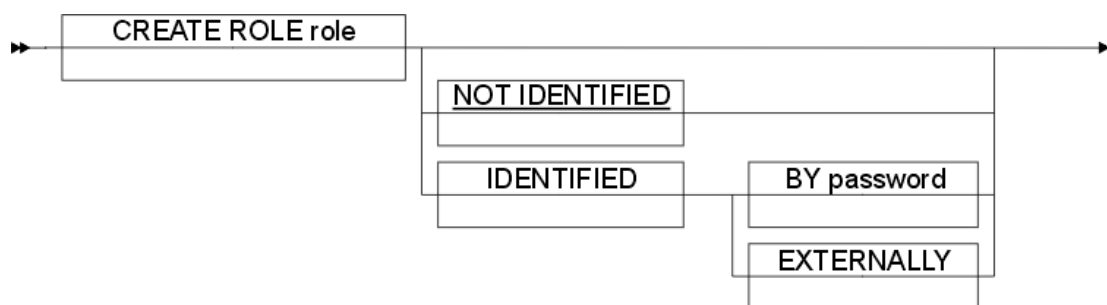 CREATE ROLE role
NOT IDENTIFIED
IDENTIFIED
BY password
EXTERNALLY